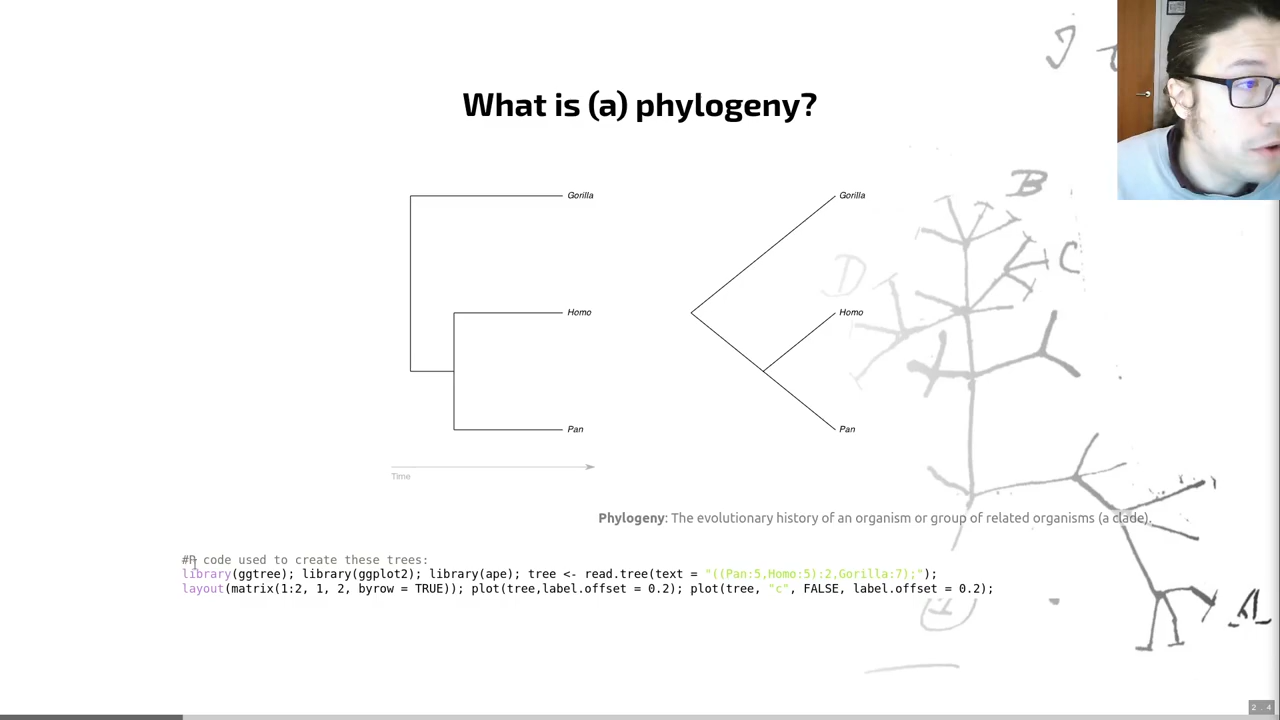 What is (a) phylogeny?
B
C
D
Gorilla
Homo
Pan
Time
Gorilla
Homo
Pan
Phylogeny: The evolutionary history of an organism or group of related organisms (a clade).
#R code used to create these trees:
library(ggtree); library(ggplot2); library(ape); tree <- read.tree(text = "((Pan:5,Homo:5):2,Gorilla:7);");
layout(matrix(1:2, 1, 2, byrow = TRUE)); plot(tree,label.offset = 0.2); plot(tree, "c", FALSE, label.offset = 0.2);
A
2.4